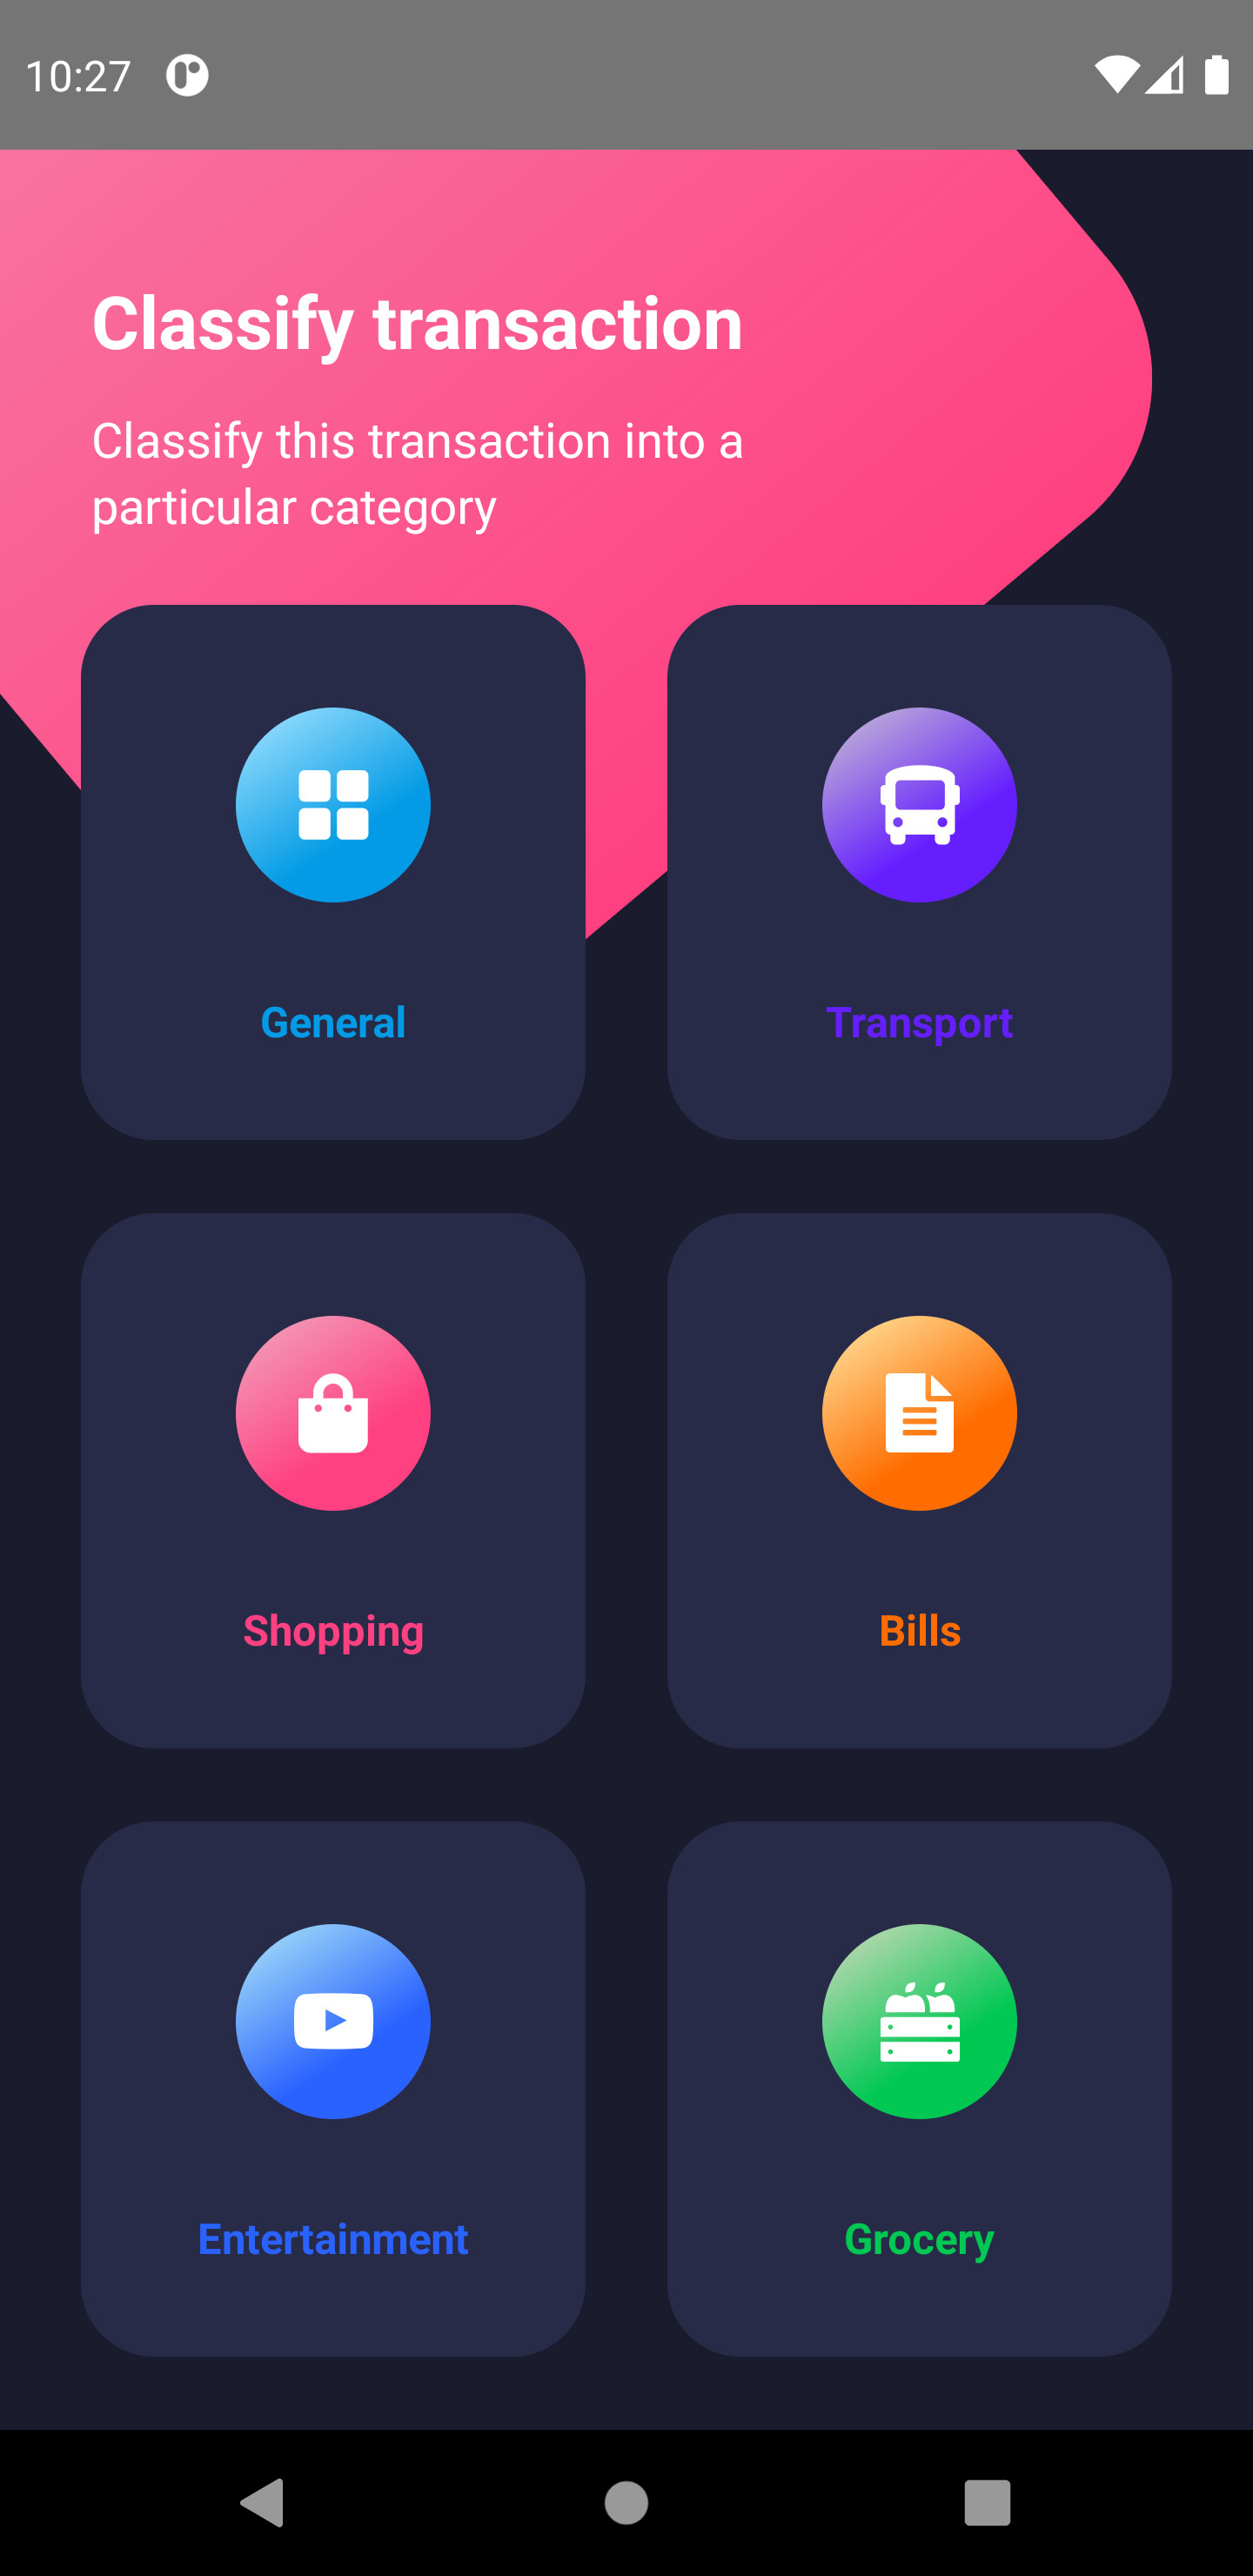 10:27
Classify transaction
Classify this transaction into a
particular category
General
Transport
Shopping
Bills
Entertainment
Grocery